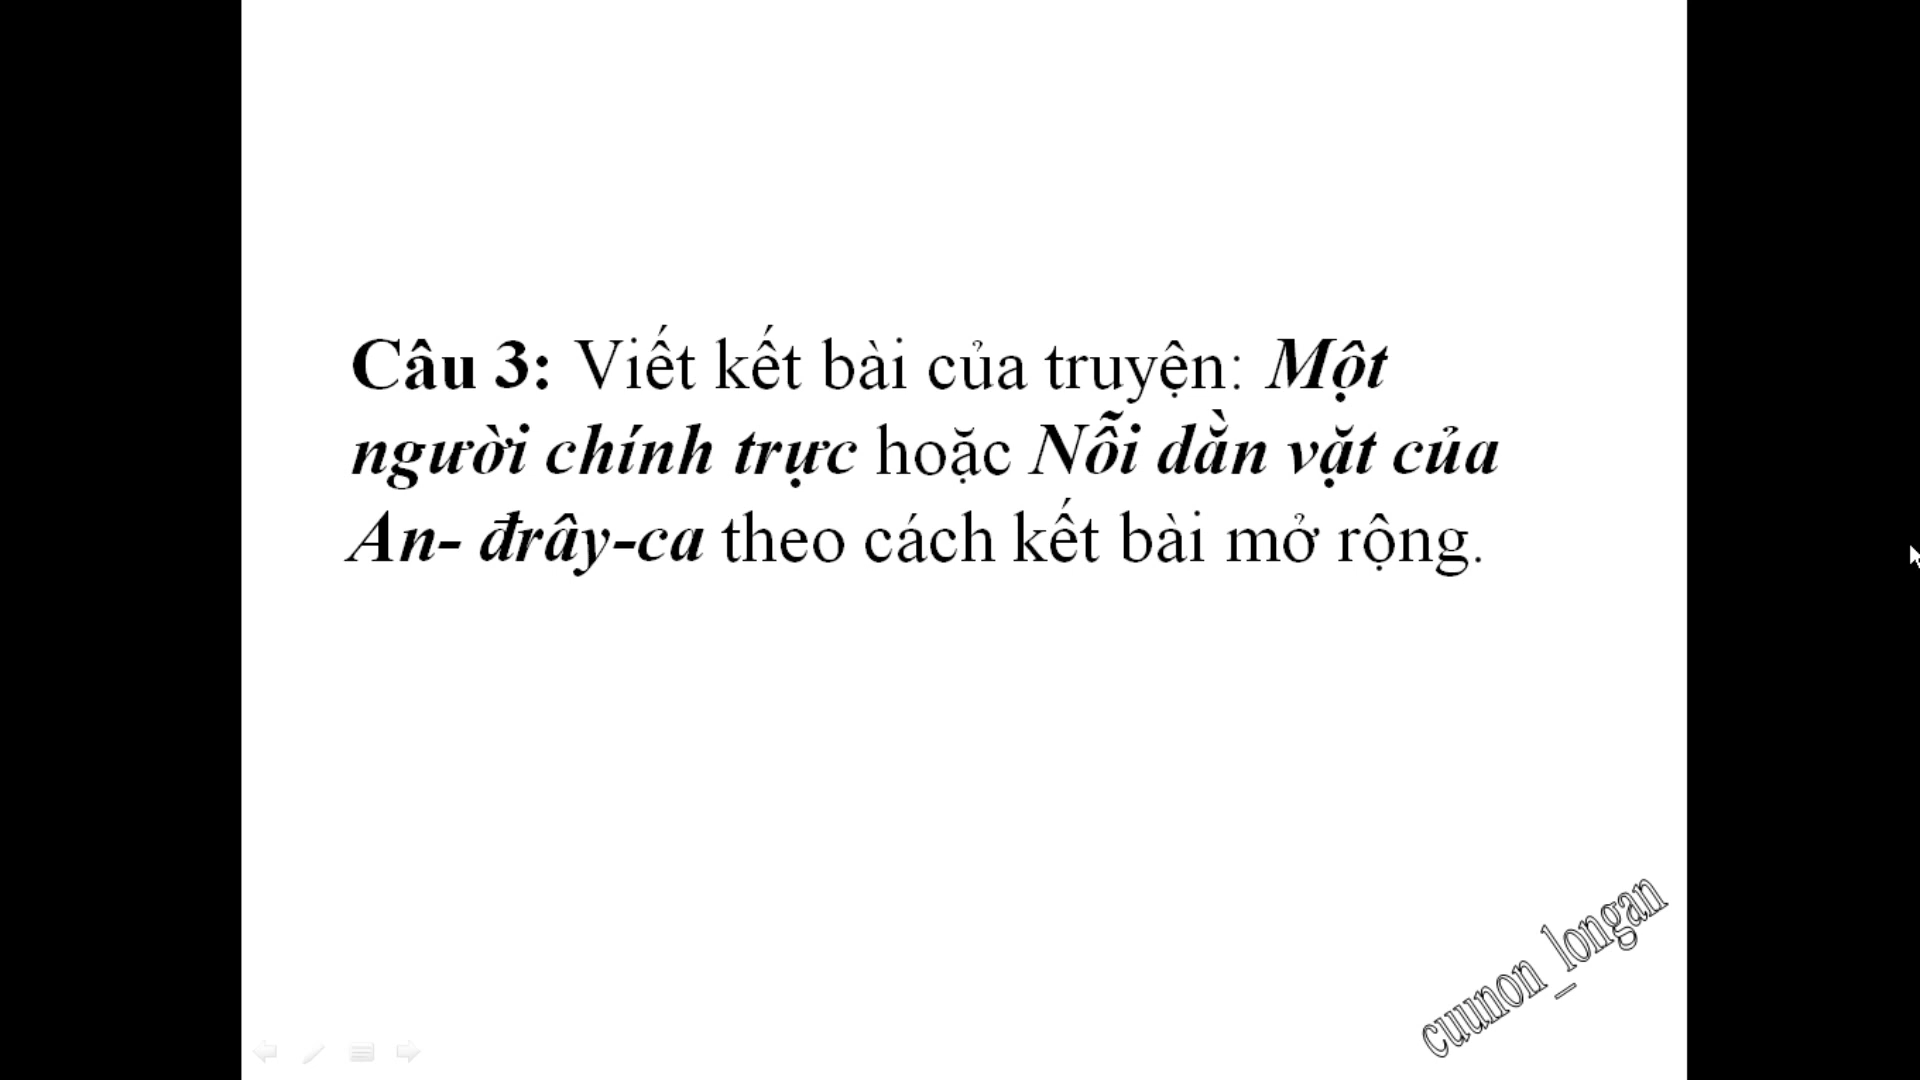 Câu 3: Viết kết bài của truyện: Một
người chính trực hoặc Nỗi dằn vặt của
An- đrây-ca theo cách kết bài mở rộng.
cuunon_longan